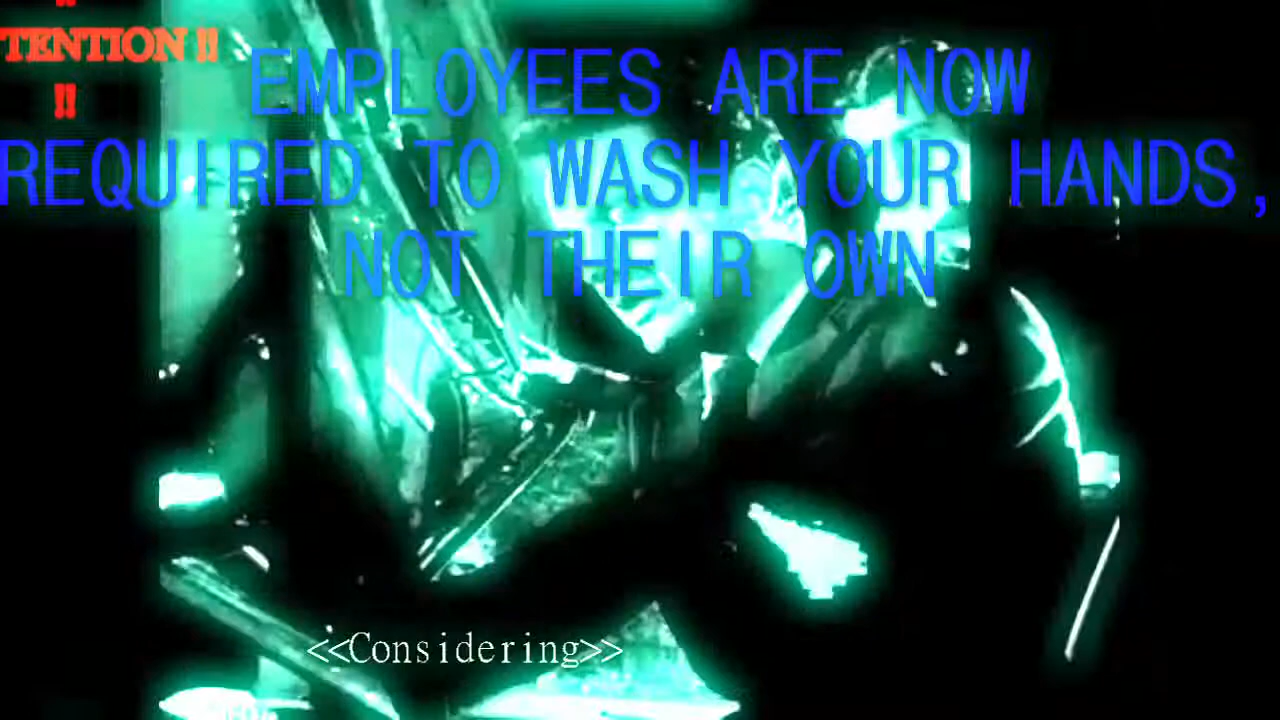 !!
TENTION !!
!!
EMPLOYEES ARE NOW
REQUIRED TO WASH YOUR HANDS,
NOT THEIR OWN
<<Considering>>